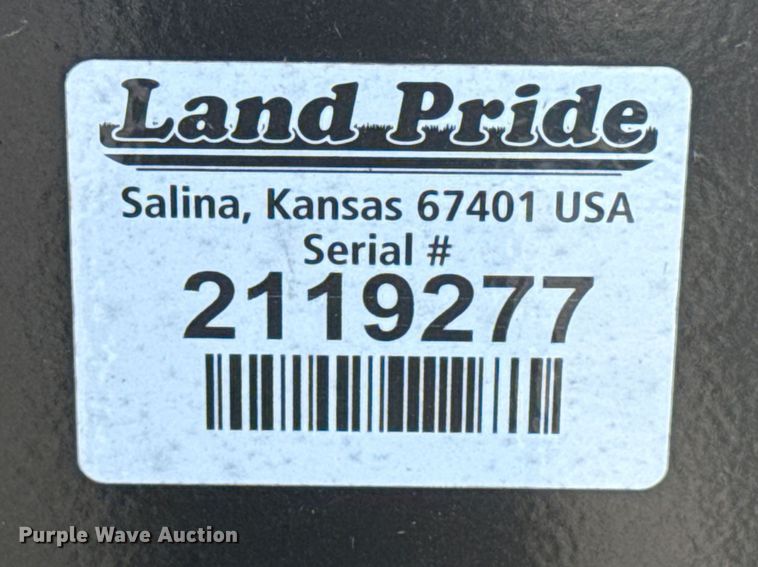 Land Pride
Salina, Kansas 67401 USA
Serial #
2119277
Purple Wave Auction